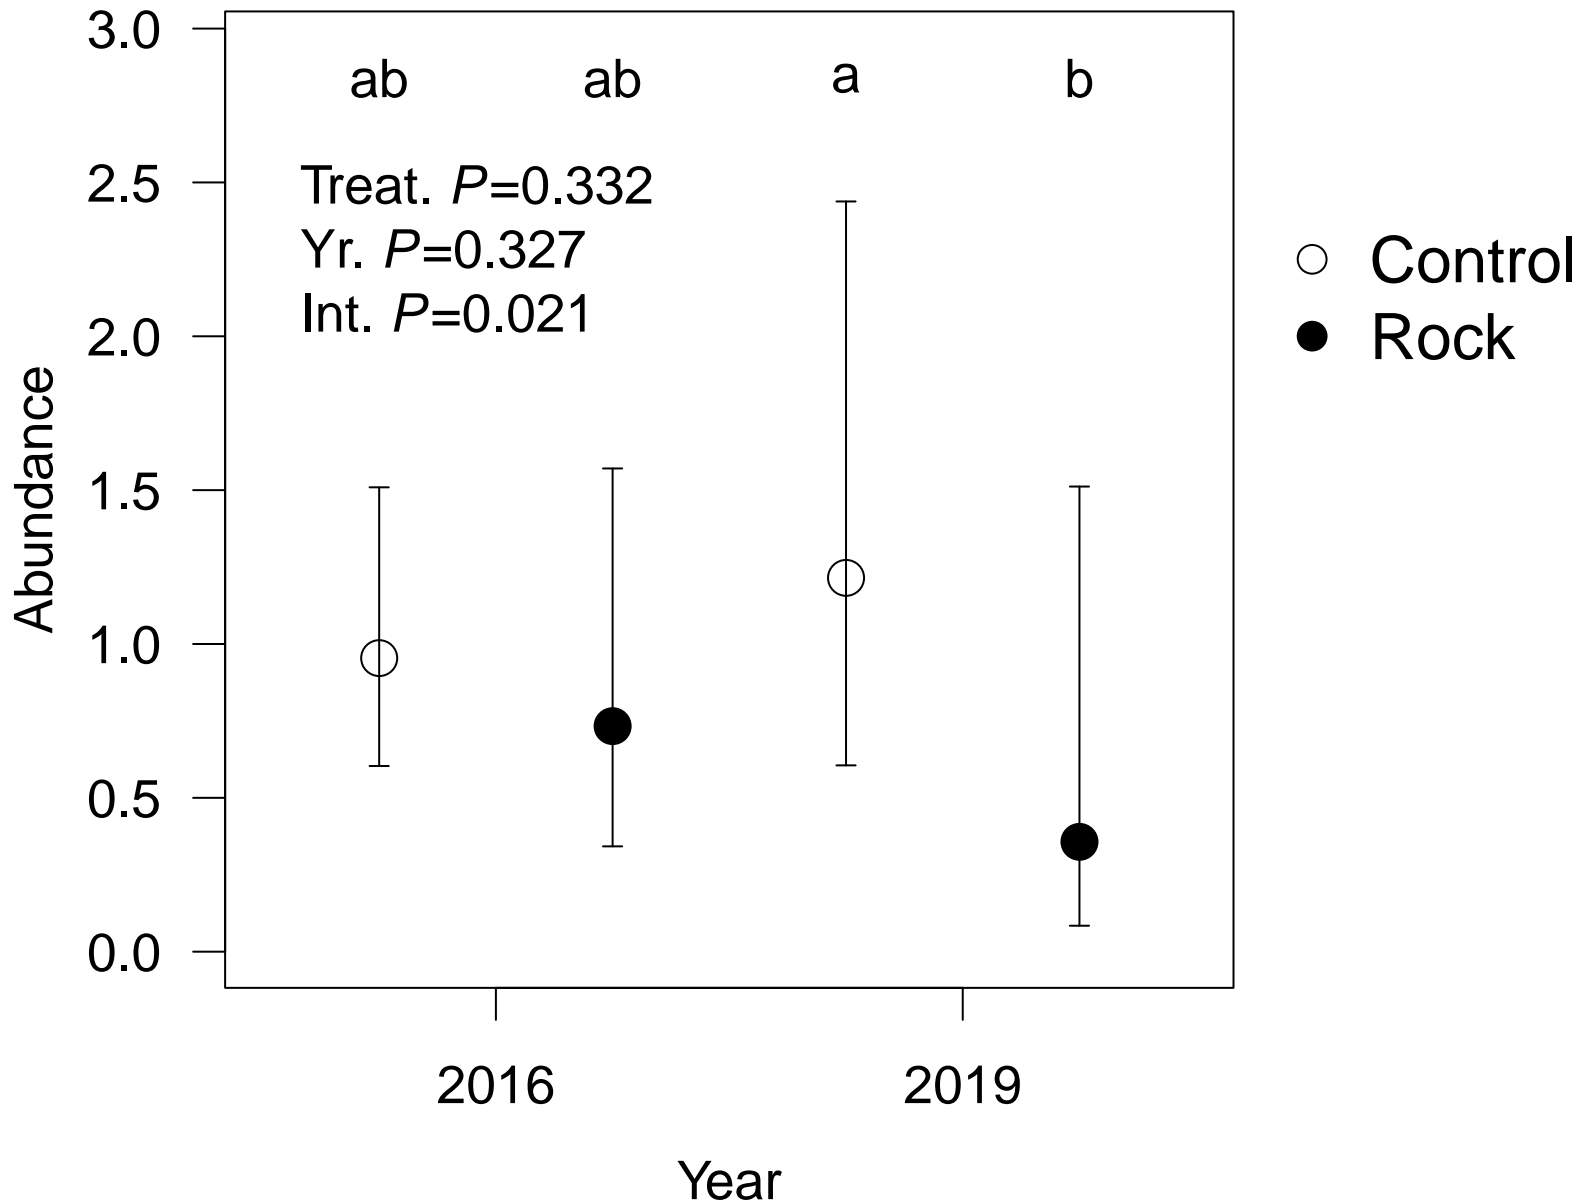 3.0
ab ab a b
2.5
Treat. P=0.332
Yr. P=0.327
Int. P=0.021
Control
Rock
2.0
1.5
1.0
0.5
0.0
Abundance
2016 2019
Year